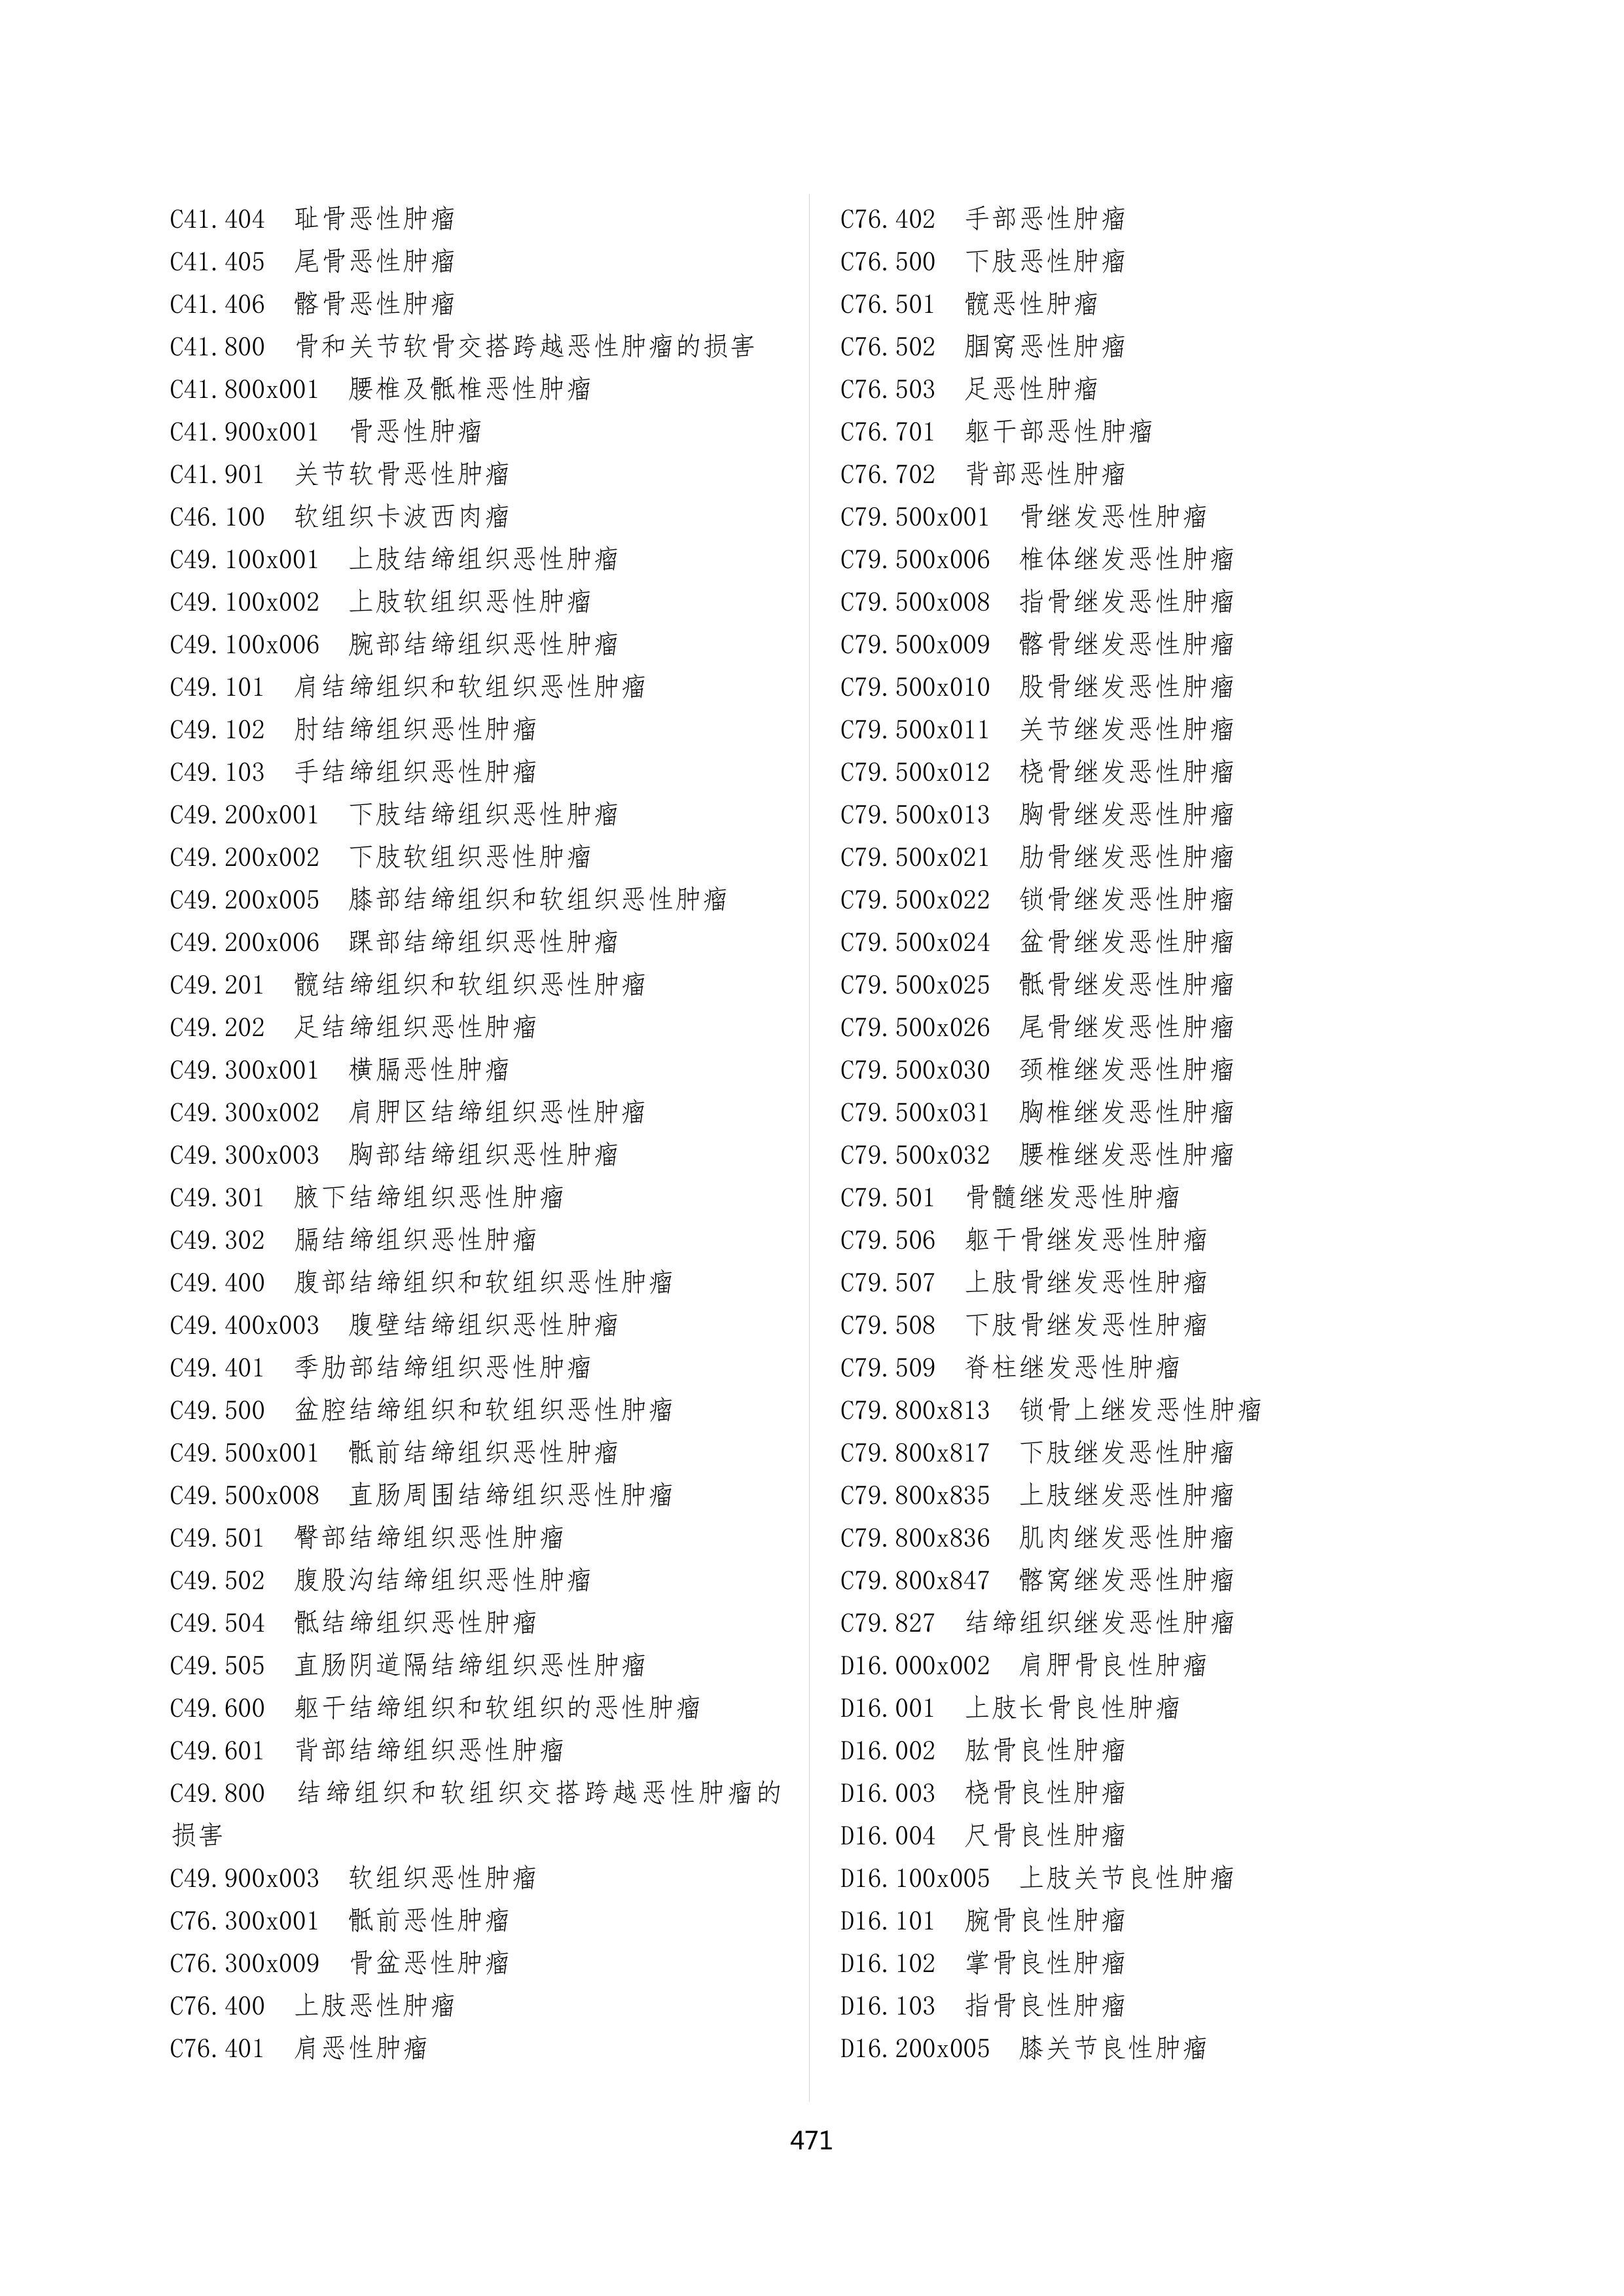 C41.404 耻骨恶性肿瘤
C41.405 尾骨恶性肿瘤
C41.406 髂骨恶性肿瘤
C41.800 骨和关节软骨交搭跨越恶性肿瘤的损害
C41.800x001 腰椎及骶椎恶性肿瘤
C41.900x001 骨恶性肿瘤
C41.901 关节软骨恶性肿瘤
C46.100 软组织卡波西肉瘤
C49.100x001 上肢结缔组织恶性肿瘤
C49.100x002 上肢软组织恶性肿瘤
C49.100x006 腕部结缔组织恶性肿瘤
C49.101 肩结缔组织和软组织恶性肿瘤
C49.102 肘结缔组织恶性肿瘤
C49.103 手结缔组织恶性肿瘤
C49.200x001 下肢结缔组织恶性肿瘤
C49.200x002 下肢软组织恶性肿瘤
C49.200x005 膝部结缔组织和软组织恶性肿瘤
C49.200x006 踝部结缔组织恶性肿瘤
C49.201 髋结缔组织和软组织恶性肿瘤
C49.202 足结缔组织恶性肿瘤
C49.300x001 横膈恶性肿瘤
C49.300x002 肩胛区结缔组织恶性肿瘤
C49.300x003 胸部结缔组织恶性肿瘤
C49.301 腋下结缔组织恶性肿瘤
C49.302 膈结缔组织恶性肿瘤
C49.400 腹部结缔组织和软组织恶性肿瘤
C49.400x003 腹壁结缔组织恶性肿瘤
C49.401 季肋部结缔组织恶性肿瘤
C49.500 盆腔结缔组织和软组织恶性肿瘤
C49.500x001 骶前结缔组织恶性肿瘤
C49.500x008 直肠周围结缔组织恶性肿瘤
C49.501 臀部结缔组织恶性肿瘤
C49.502 腹股沟结缔组织恶性肿瘤
C49.504 骶结缔组织恶性肿瘤
C49.505 直肠阴道隔结缔组织恶性肿瘤
C49.600 躯干结缔组织和软组织的恶性肿瘤
C49.601 背部结缔组织恶性肿瘤
C49.800 结缔组织和软组织交搭跨越恶性肿瘤的
损害
C49.900x003 软组织恶性肿瘤
C76.300x001 骶前恶性肿瘤
C76.300x009 骨盆恶性肿瘤
C76.400 上肢恶性肿瘤
C76.401 肩恶性肿瘤
C76.402 手部恶性肿瘤
C76.500 下肢恶性肿瘤
C76.501 髋恶性肿瘤
C76.502 腘窝恶性肿瘤
C76.503 足恶性肿瘤
C76.701 躯干部恶性肿瘤
C76.702 背部恶性肿瘤
C79.500x001 骨继发恶性肿瘤
C79.500x006 椎体继发恶性肿瘤
C79.500x008 指骨继发恶性肿瘤
C79.500x009 髂骨继发恶性肿瘤
C79.500x010 股骨继发恶性肿瘤
C79.500x011 关节继发恶性肿瘤
C79.500x012 桡骨继发恶性肿瘤
C79.500x013 胸骨继发恶性肿瘤
C79.500x021 肋骨继发恶性肿瘤
C79.500x022 锁骨继发恶性肿瘤
C79.500x024 盆骨继发恶性肿瘤
C79.500x025 骶骨继发恶性肿瘤
C79.500x026 尾骨继发恶性肿瘤
C79.500x030 颈椎继发恶性肿瘤
C79.500x031 胸椎继发恶性肿瘤
C79.500x032 腰椎继发恶性肿瘤
C79.501 骨髓继发恶性肿瘤
C79.506 躯干骨继发恶性肿瘤
C79.507 上肢骨继发恶性肿瘤
C79.508 下肢骨继发恶性肿瘤
C79.509 脊柱继发恶性肿瘤
C79.800x813 锁骨上继发恶性肿瘤
C79.800x817 下肢继发恶性肿瘤
C79.800x835 上肢继发恶性肿瘤
C79.800x836 肌肉继发恶性肿瘤
C79.800x847 髂窝继发恶性肿瘤
C79.827 结缔组织继发恶性肿瘤
D16.000x002 肩胛骨良性肿瘤
D16.001 上肢长骨良性肿瘤
D16.002 肱骨良性肿瘤
D16.003 桡骨良性肿瘤
D16.004 尺骨良性肿瘤
D16.100x005 上肢关节良性肿瘤
D16.101 腕骨良性肿瘤
D16.102 掌骨良性肿瘤
D16.103 指骨良性肿瘤
D16.200x005 膝关节良性肿瘤
471